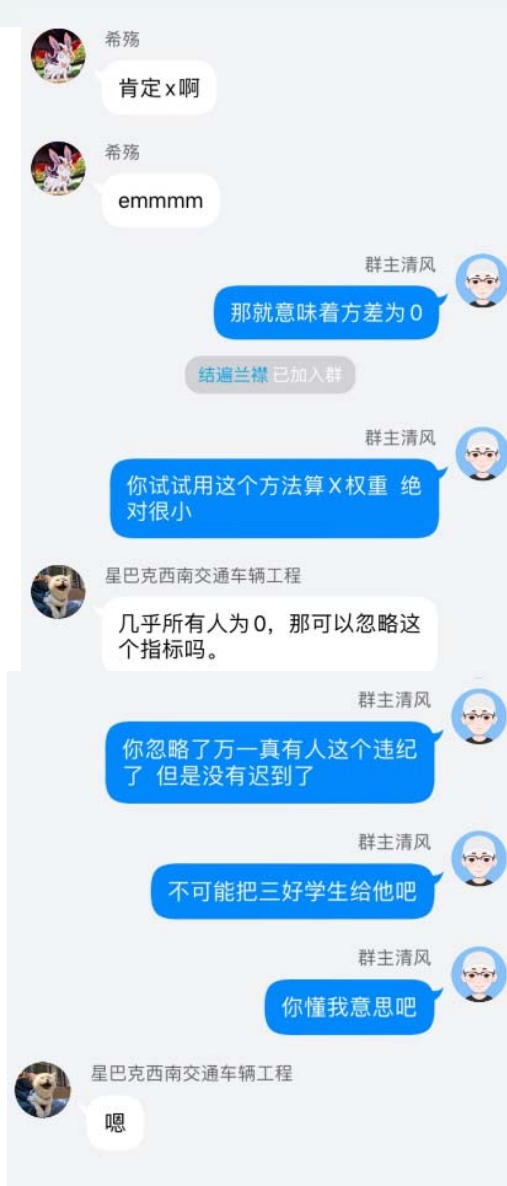 希殇
肯定x啊
希殇
emmmm
群主清风
那就意味着方差为0
结遍兰襟 已加入群
群主清风
你试试用这个方法算X权重 绝
对很小
星巴克西南交通车辆工程
几乎所有人为0，那可以忽略这
个指标吗。
群主清风
你忽略了万一真有人这个违纪
了 但是没有迟到了
群主清风
不可能把三好学生给他吧
群主清风
你懂我意思吧
星巴克西南交通车辆工程
嗯